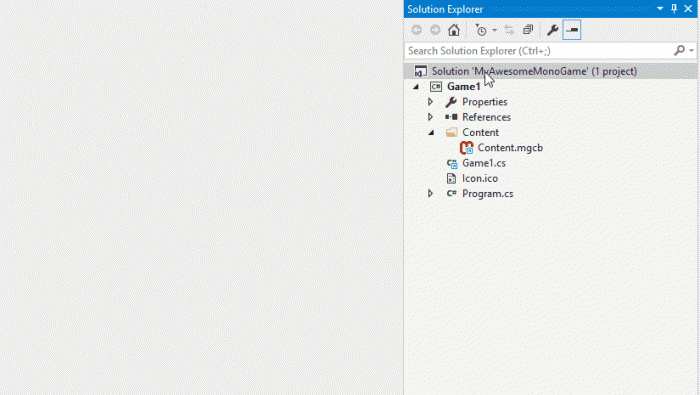 Solution Explorer
Search Solution Explorer (Ctrl+;)
Solution 'MyAwesomeMonoGame' (1 project)
C# Game1
Properties
References
Content
Content.mgcb
C# Game1.cs
Icon.ico
C# Program.cs